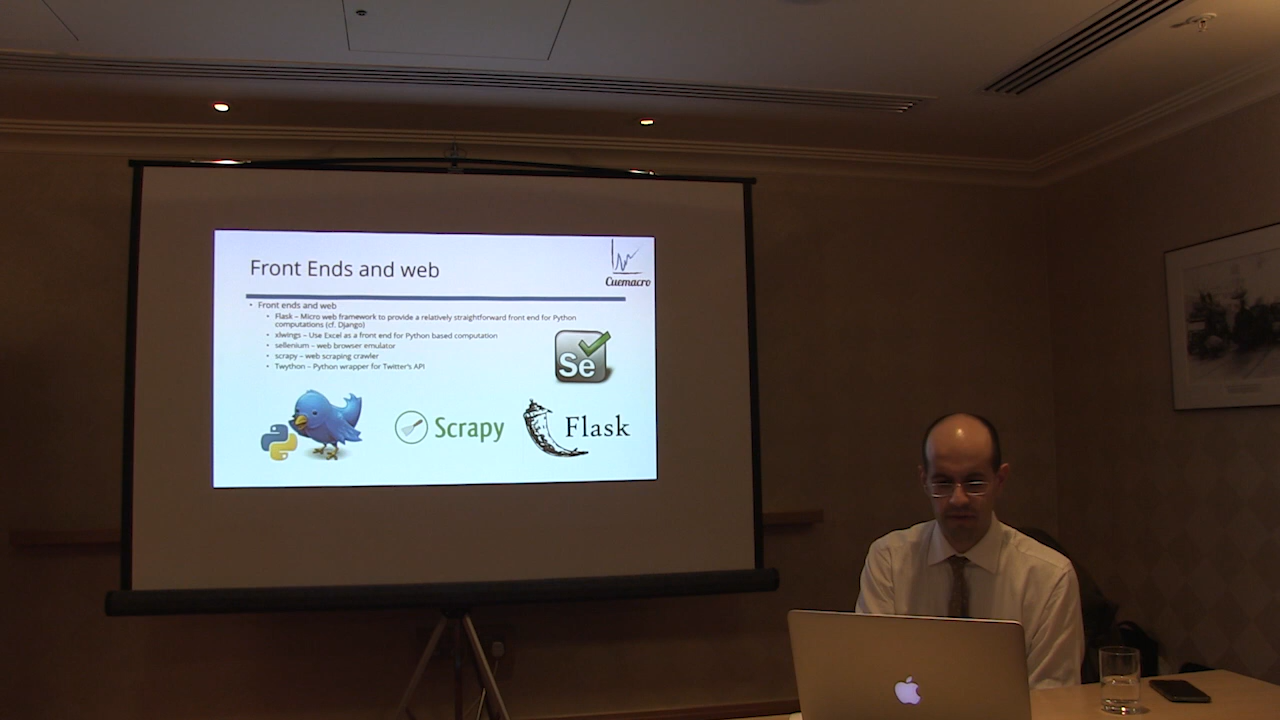 Front Ends and web
Cuemacro
• Front ends and web
• Flask – Micro web framework to provide a relatively straightforward front end for Python
computations (cf. Django)
• xlwings – Use Excel as a front end for Python based computation
• sellenium – web browser emulator
• scrapy – web scraping crawler
• Twython – Python wrapper for Twitter's API
Se
Scrapy
Flask